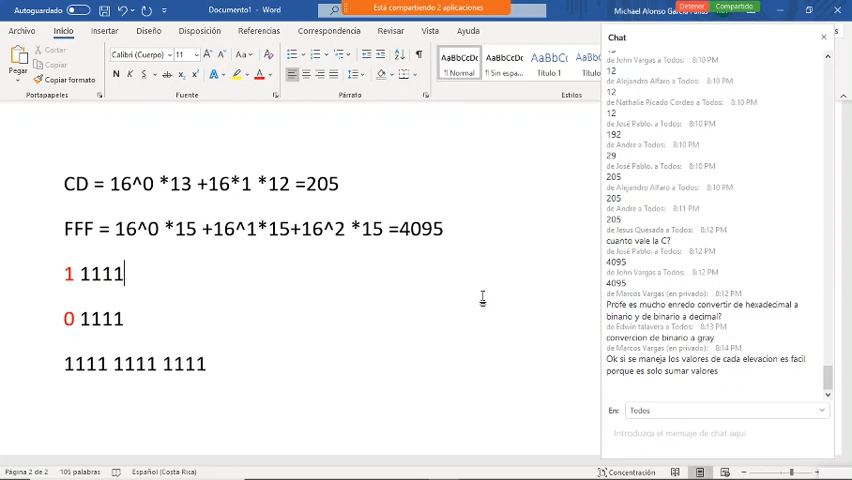 Autoguardado
Documento1 - Word
Está compartiendo 2 aplicaciones
Michael Alonso
Detener
Compartido
Archivo Inicio Insertar Diseño Disposición Referencias Correspondencia Revisar Vista Ayuda
Cortar
Copiar
Copiar formato
Pegar
Portapapeles
Calibri (Cuerpo) 11
N K S ab
Fuente
Párrafo
AaBbCcDc AaBbCcDc AaBbCc AaBbCcD
¶ Normal ¶ Sin espa... Título 1 Título 2
Estilos
CD = 16^0 *13 +16*1 *12 =205
FFF = 16^0 *15 +16^1*15+16^2 *15 =4095
1 1111
0 1111
1111 1111 1111
Chat
de John Vargas a Todos: 8:10 PM
12
de Alejandro Alfaro a Todos: 8:10 PM
12
de Nathalie Picado Cordeo a Todos: 8:10 PM
12
de José Pablo. a Todos: 8:10 PM
192
de Andre a Todos: 8:10 PM
29
de José Pablo. a Todos: 8:10 PM
205
de Alejandro Alfaro a Todos: 8:10 PM
205
de Andre a Todos: 8:11 PM
205
de Jesus Quesada a Todos: 8:12 PM
cuanto vale la C?
de José Pablo. a Todos: 8:12 PM
4095
de John Vargas a Todos: 8:12 PM
4095
de Marcos Vargas (en privado): 8:12 PM
Profe es mucho enredo convertir de hexadecimal a
binario y de binario a decimal?
de Edwin talavera a Todos: 8:13 PM
convercion de binario a gray
de Marcos Vargas (en privado): 8:14 PM
Ok si se maneja los valores de cada elevacion es facil
porque es solo sumar valores
En: Todos
Introduzca el mensaje de chat aquí
Página 2 de 2 105 palabras Español (Costa Rica)
Concentración